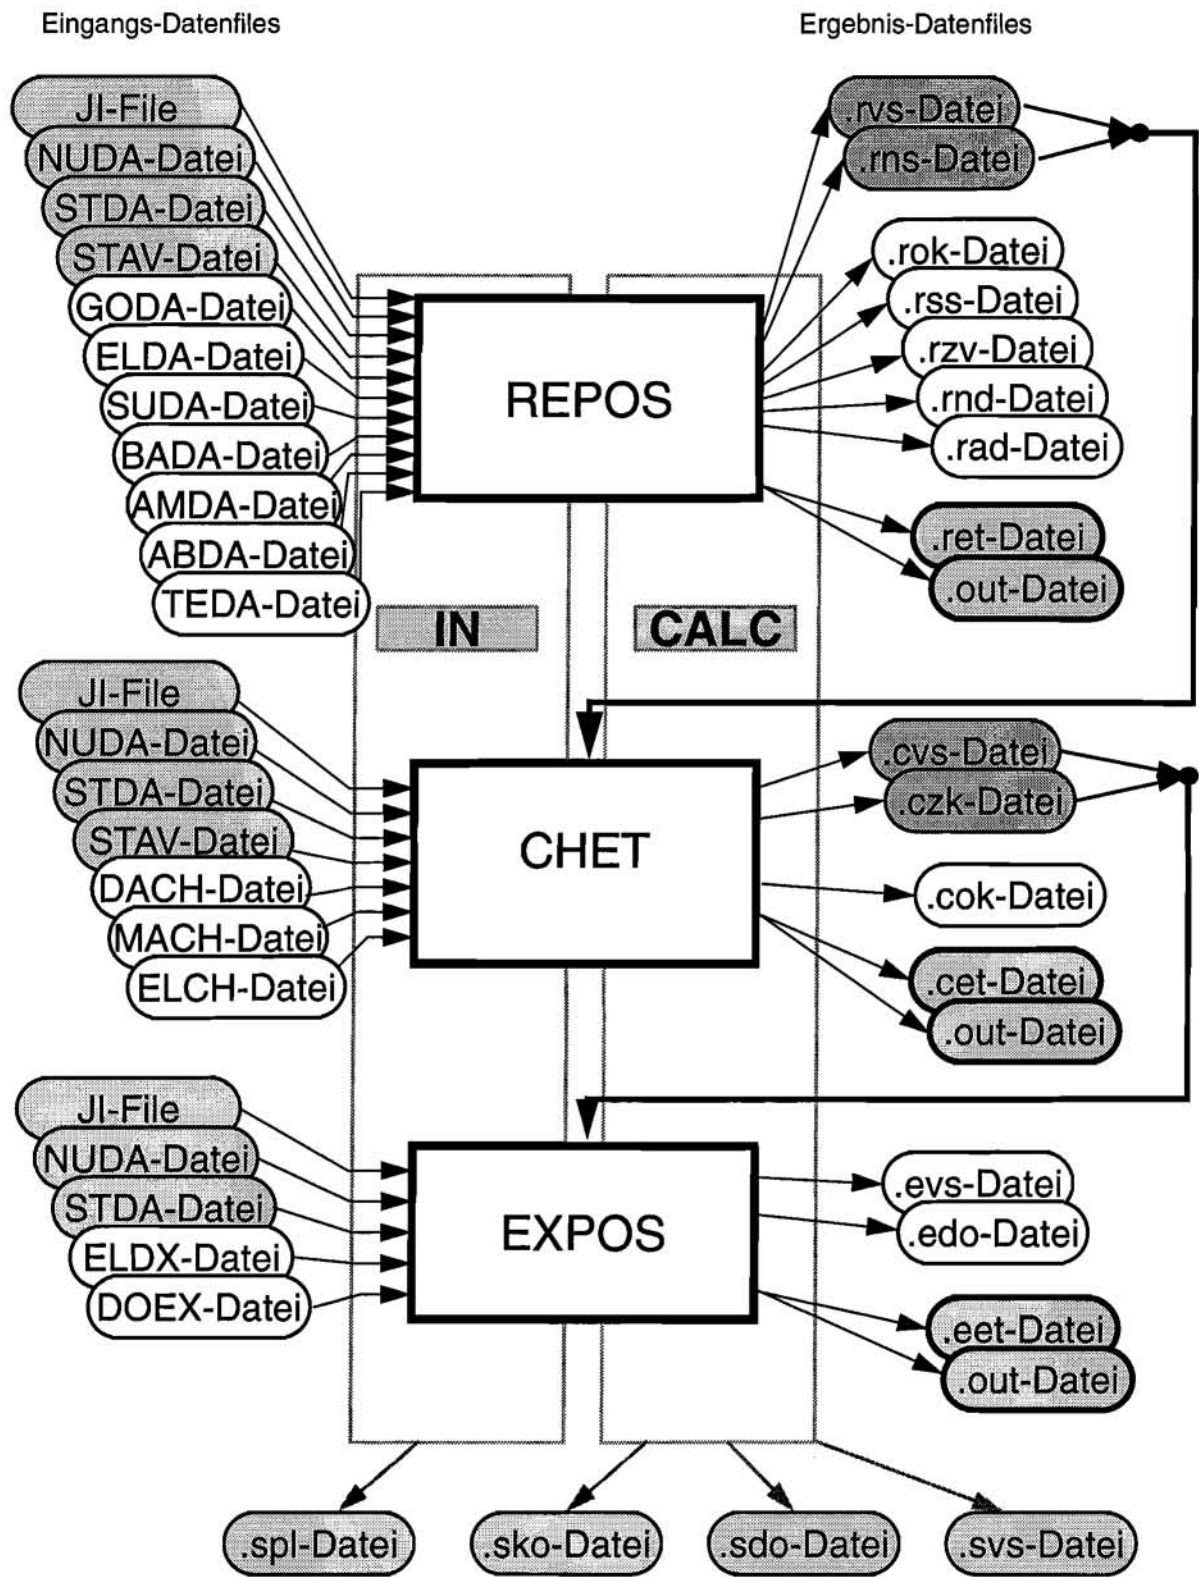 Eingangs-Datenfiles
Ergebnis-Datenfiles
JI-File
NUDA-Datei
STDA-Datei
STAV-Datei
GODA-Datei
ELDA-Datei
SUDA-Datei
BADA-Datei
AMDA-Datei
ABDA-Datei
TEDA-Datei
REPOS
.rvs-Datei
.rns-Datei
.rok-Datei
.rss-Datei
.rzv-Datei
.rnd-Datei
.rad-Datei
.ret-Datei
.out-Datei
IN
CALC
JI-File
NUDA-Datei
STDA-Datei
STAV-Datei
DACH-Datei
MACH-Datei
ELCH-Datei
CHET
.cvs-Datei
.czk-Datei
.cok-Datei
.cet-Datei
.out-Datei
JI-File
NUDA-Datei
STDA-Datei
ELDX-Datei
DOEX-Datei
EXPOS
.evs-Datei
.edo-Datei
.eet-Datei
.out-Datei
.spl-Datei
.sko-Datei
.sdo-Datei
.svs-Datei